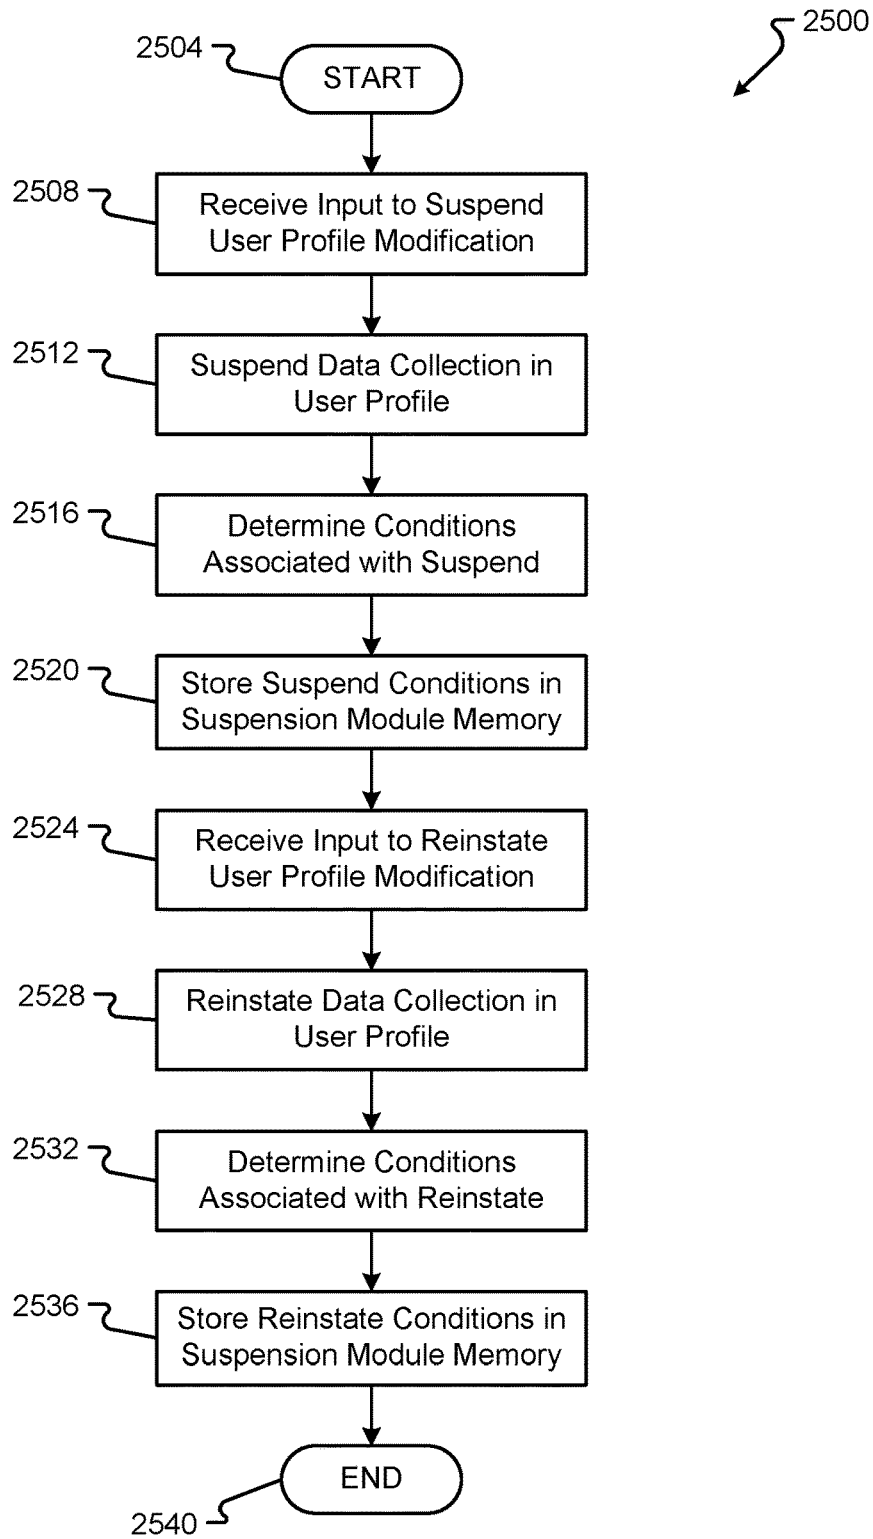 2500
2504
START
2508
Receive Input to Suspend
User Profile Modification
2512
Suspend Data Collection in
User Profile
2516
Determine Conditions
Associated with Suspend
2520
Store Suspend Conditions in
Suspension Module Memory
2524
Receive Input to Reinstate
User Profile Modification
2528
Reinstate Data Collection in
User Profile
2532
Determine Conditions
Associated with Reinstate
2536
Store Reinstate Conditions in
Suspension Module Memory
END
2540